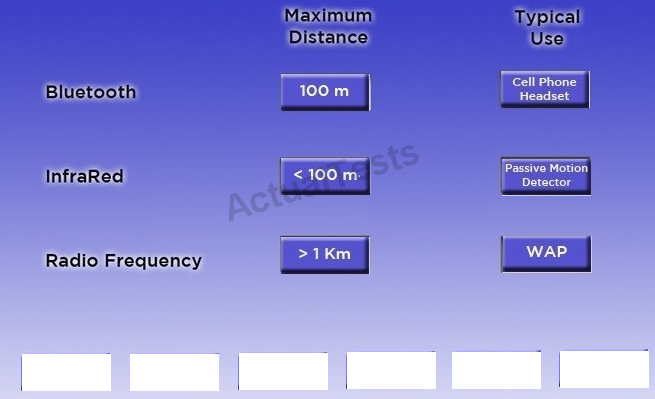 Maximum
Distance
Typical
Use
Bluetooth
100 m
Cell Phone
Headset
InfraRed
< 100 m
Passive Motion
Detector
Radio Frequency
> 1 Km
WAP
ActualTests